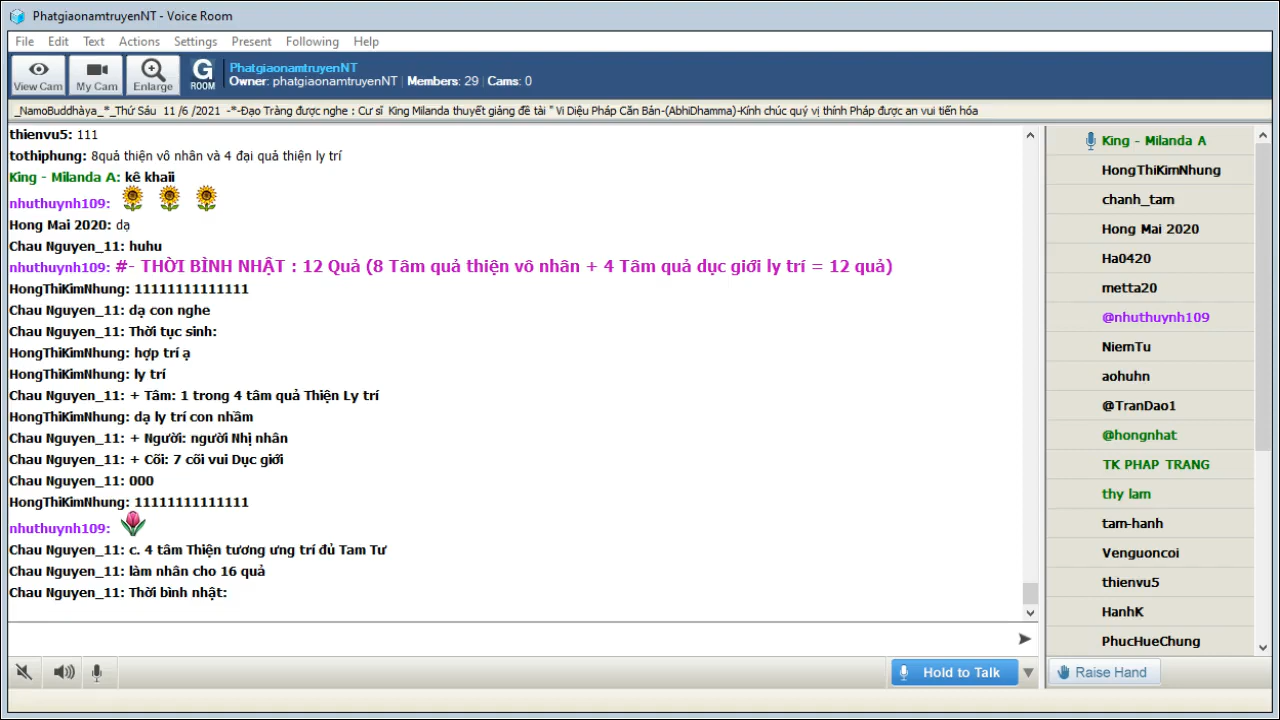 PhatgiaonamtruyenNT - Voice Room
File Edit Text Actions Settings Present Following Help
View Cam My Cam Enlarge G ROOM
PhatgiaonamtruyenNT
Owner: phatgiaonamtruyenNT Members: 29 Cams: 0
_NamoBuddhàya_*_Thứ Sáu 11 /6 /2021 -*-Đạo Tràng được nghe : Cư sĩ King Milanda thuyết giảng đề tài " Vi Diệu Pháp Căn Bản-(AbhiDhamma)-Kính chúc quý vị thính Pháp được an vui tiến hóa
thienvu5: 111
tothiphung: 8quả thiện vô nhân và 4 đại quả thiện ly trí
King - Milanda A: kê khaii
nhuthuynh109:
Hong Mai 2020: dạ
Chau Nguyen_11: huhu
nhuthuynh109: #- THỜI BÌNH NHẬT : 12 Quả (8 Tâm quả thiện vô nhân + 4 Tâm quả dục giới ly trí = 12 quả)
HongThiKimNhung: 11111111111111
Chau Nguyen_11: dạ con nghe
Chau Nguyen_11: Thời tục sinh:
HongThiKimNhung: hợp trí ạ
HongThiKimNhung: ly trí
Chau Nguyen_11: + Tâm: 1 trong 4 tâm quả Thiện Ly trí
HongThiKimNhung: dạ ly trí con nhầm
Chau Nguyen_11: + Người: người Nhị nhân
Chau Nguyen_11: + Cõi: 7 cõi vui Dục giới
Chau Nguyen_11: 000
HongThiKimNhung: 11111111111111
nhuthuynh109:
Chau Nguyen_11: c. 4 tâm Thiện tương ưng trí đủ Tam Tư
Chau Nguyen_11: làm nhân cho 16 quả
Chau Nguyen_11: Thời bình nhật:
King - Milanda A
HongThiKimNhung
chanh_tam
Hong Mai 2020
Ha0420
metta20
@nhuthuynh109
NiemTu
aohuhn
@TranDao1
@hongnhat
TK PHAP TRANG
thy lam
tam-hanh
Venguoncoi
thienvu5
HanhK
PhucHueChung
Hold to Talk
Raise Hand